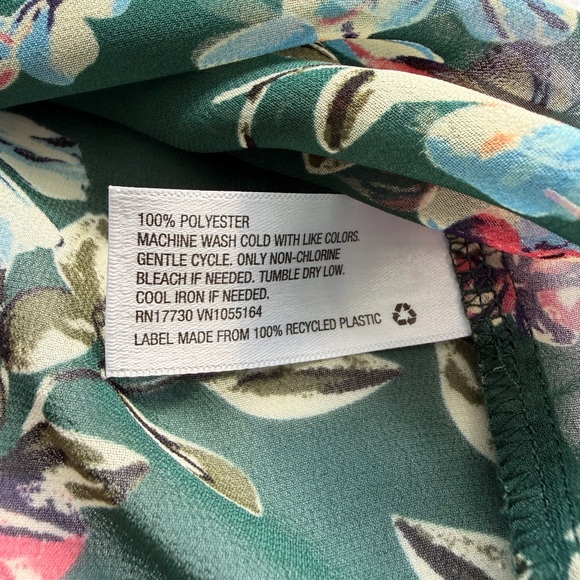 100% POLYESTER
MACHINE WASH COLD WITH LIKE COLORS.
GENTLE CYCLE. ONLY NON-CHLORINE
BLEACH IF NEEDED. TUMBLE DRY LOW.
COOL IRON IF NEEDED.
RN17730 VN1055164
LABEL MADE FROM 100% RECYCLED PLASTIC